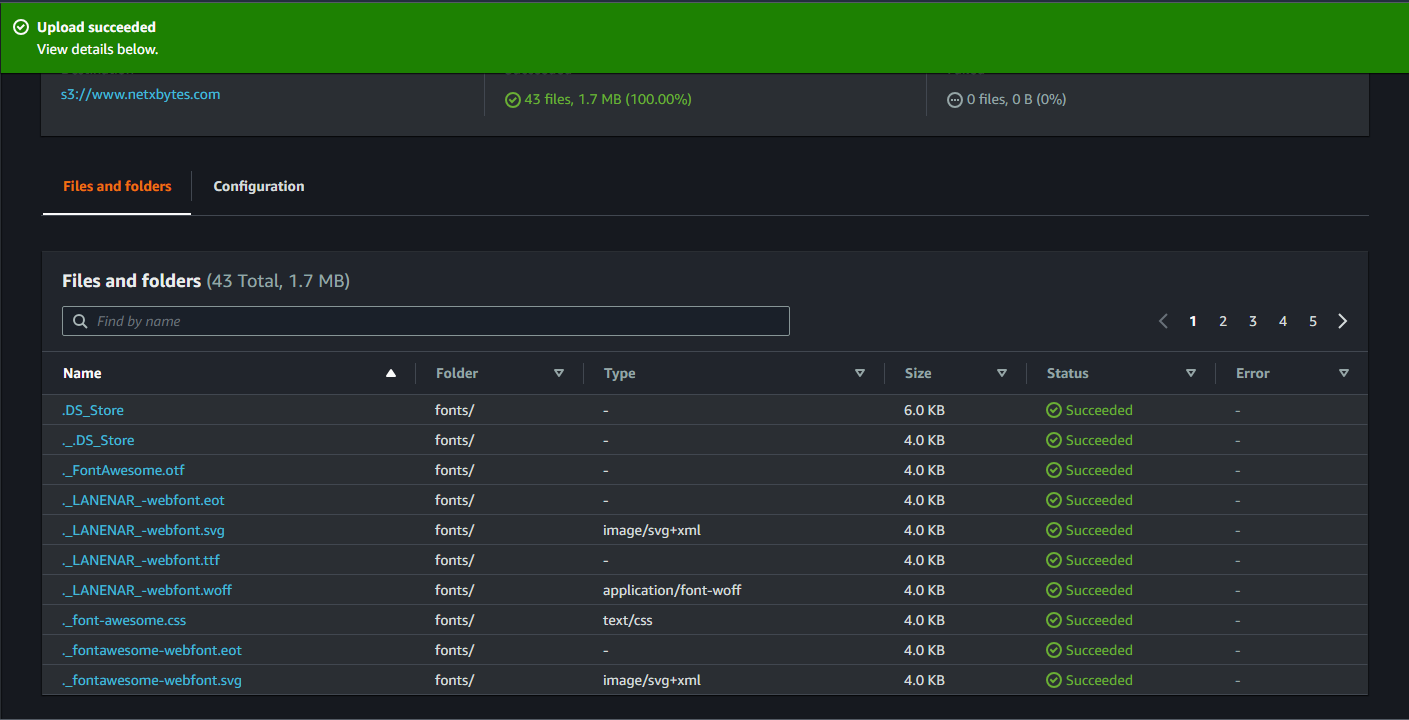 Upload succeeded
View details below.
s3://www.netxbytes.com
43 files, 1.7 MB (100.00%)
0 files, 0 B (0%)
Files and folders
Configuration
Files and folders (43 Total, 1.7 MB)
Find by name
1 2 3 4 5
Name Folder Type Size Status Error
.DS_Store fonts/ - 6.0 KB Succeeded -
._.DS_Store fonts/ - 4.0 KB Succeeded -
._FontAwesome.otf fonts/ - 4.0 KB Succeeded -
._LANENAR_-webfont.eot fonts/ - 4.0 KB Succeeded -
._LANENAR_-webfont.svg fonts/ image/svg+xml 4.0 KB Succeeded -
._LANENAR_-webfont.ttf fonts/ - 4.0 KB Succeeded -
._LANENAR_-webfont.woff fonts/ application/font-woff 4.0 KB Succeeded -
._font-awesome.css fonts/ text/css 4.0 KB Succeeded -
._fontawesome-webfont.eot fonts/ - 4.0 KB Succeeded -
._fontawesome-webfont.svg fonts/ image/svg+xml 4.0 KB Succeeded -